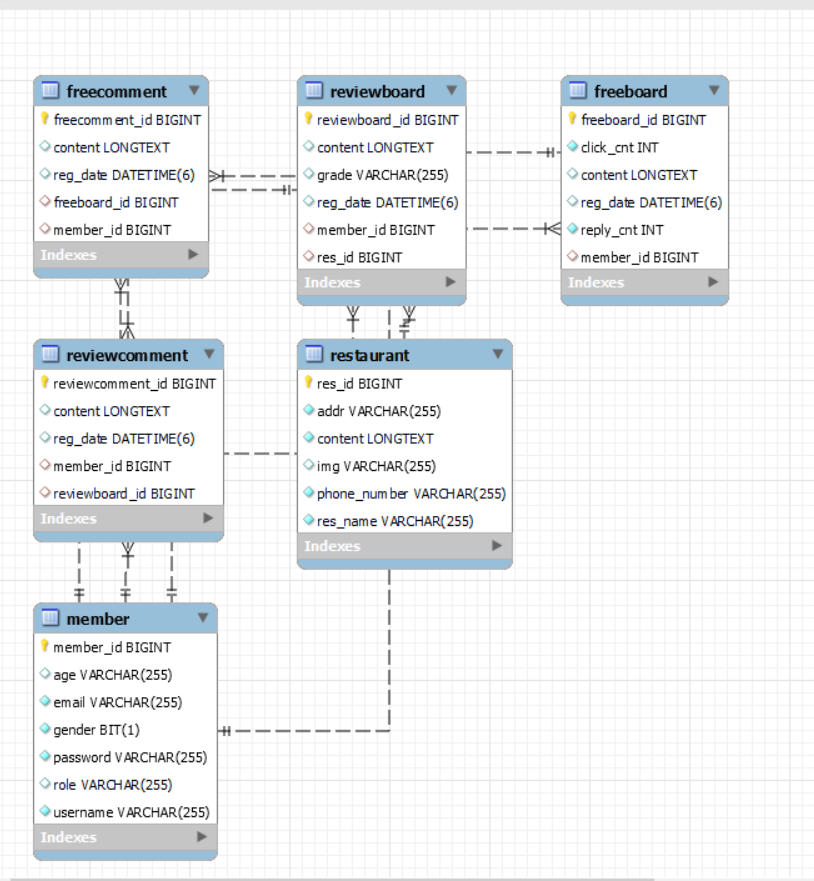 freecomment
freecomment_id BIGINT
content LONGTEXT
reg_date DATETIME(6)
freeboard_id BIGINT
member_id BIGINT
Indexes
reviewboard
reviewboard_id BIGINT
content LONGTEXT
grade VARCHAR(255)
reg_date DATETIME(6)
member_id BIGINT
res_id BIGINT
Indexes
freeboard
freeboard_id BIGINT
click_cnt INT
content LONGTEXT
reg_date DATETIME(6)
reply_cnt INT
member_id BIGINT
Indexes
reviewcomment
reviewcomment_id BIGINT
content LONGTEXT
reg_date DATETIME(6)
member_id BIGINT
reviewboard_id BIGINT
Indexes
restaurant
res_id BIGINT
addr VARCHAR(255)
content LONGTEXT
img VARCHAR(255)
phone_number VARCHAR(255)
res_name VARCHAR(255)
Indexes
member
member_id BIGINT
age VARCHAR(255)
email VARCHAR(255)
gender BIT(1)
password VARCHAR(255)
role VARCHAR(255)
username VARCHAR(255)
Indexes